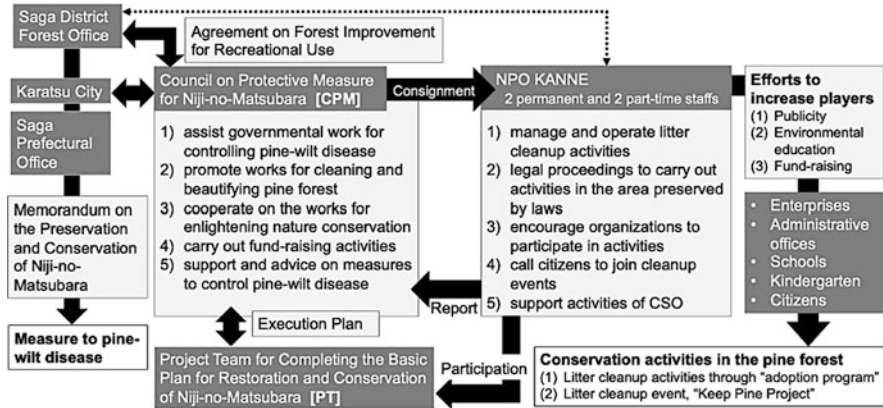 Saga District
Forest Office
Agreement on Forest Improvement
for Recreational Use
Karatsu City
Saga
Prefectural
Office
Memorandum on
the Preservation and
Conservation
of Niji-no-
Matsubara
Measure to pine-
wilt disease
Council on Protective Measure
for Niji-no-Matsubara [CPM]
1) assist governmental work for
controlling pine-wilt disease
2) promote works for cleaning and
beautifying pine forest
3) cooperate on the works for
enlightening nature conservation
4) carry out fund-raising activities
5) support and advice on measures
to control pine-wilt disease
Execution Plan
Project Team for Completing the Basic
Plan for Restoration and Conservation
of Niji-no-Matsubara [PT]
Consignment
Report
Participation
NPO KANNE
2 permanent and 2 part-time staffs
1) manage and operate litter
cleanup activities
2) legal proceedings to carry out
activities in the area preserved
by laws
3) encourage organizations to
participate in activities
4) call citizens to join cleanup
events
5) support activities of CSO
Efforts to
increase players
(1) Publicity
(2) Environmental
education
(3) Fund-raising
• Enterprises
• Administrative
offices
• Schools
• Kindergarten
• Citizens
Conservation activities in the pine forest
(1) Litter cleanup activities through "adoption program"
(2) Litter cleanup event, "Keep Pine Project"